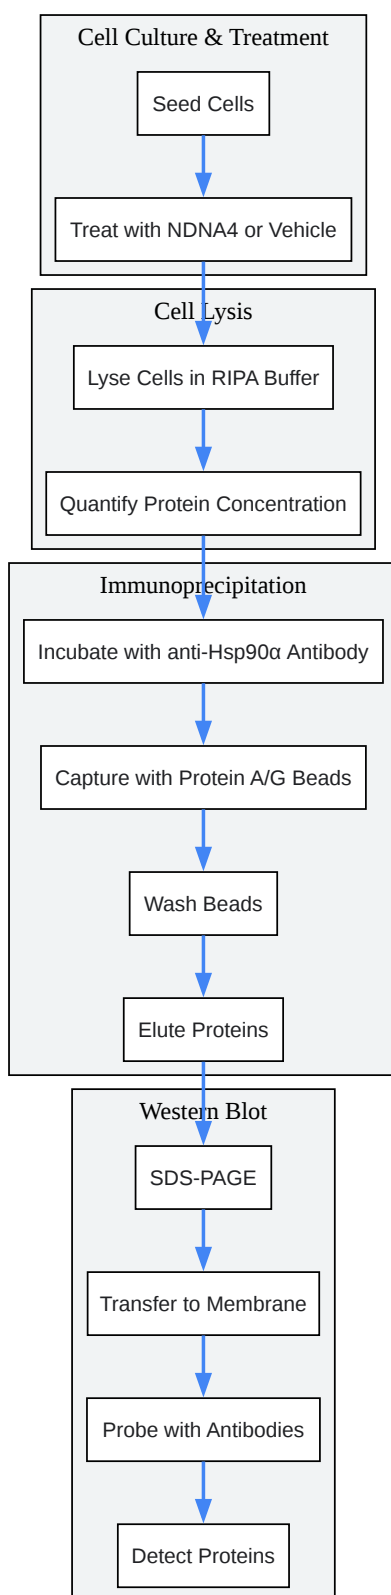 Cell Culture & Treatment
Seed Cells
Treat with NDNA4 or Vehicle
Cell Lysis
Lyse Cells in RIPA Buffer
Quantify Protein Concentration
Immunoprecipitation
Incubate with anti-Hsp90α Antibody
Capture with Protein A/G Beads
Wash Beads
Elute Proteins
Western Blot
SDS-PAGE
Transfer to Membrane
Probe with Antibodies
Detect Proteins